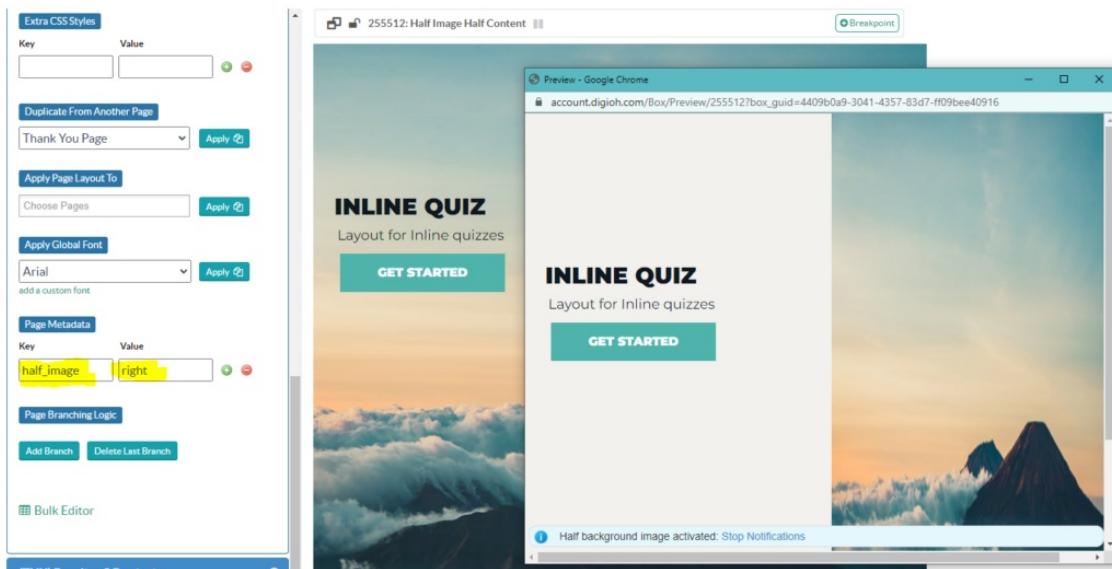 Extra CSS Styles
Key Value
Duplicate From Another Page
Thank You Page Apply
Apply Page Layout To
Choose Pages Apply
Apply Global Font
Arial Apply
add a custom font
Page Metadata
Key Value
half_image right
Page Branching Logic
Add Branch Delete Last Branch
Bulk Editor
255512: Half Image Half Content
Breakpoint
INLINE QUIZ
Layout for Inline quizzes
GET STARTED
Preview - Google Chrome
account.digioh.com/Box/Preview/255512?box_guid=4409b0a9-3041-4357-83d7-ff09bee40916
INLINE QUIZ
Layout for Inline quizzes
GET STARTED
Half background image activated: Stop Notifications